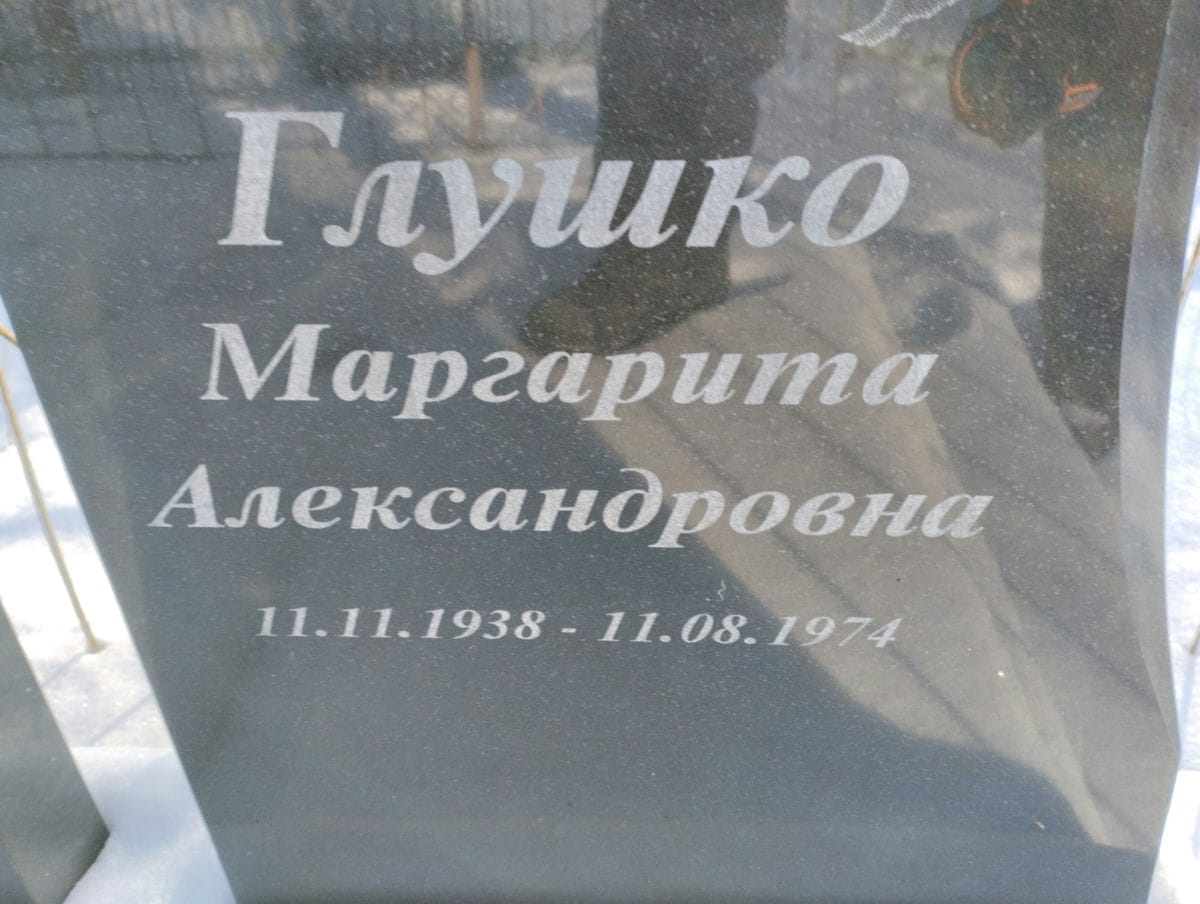 Глушко
Маргарита
Александровна
11.11.1938 - 11.08.1974